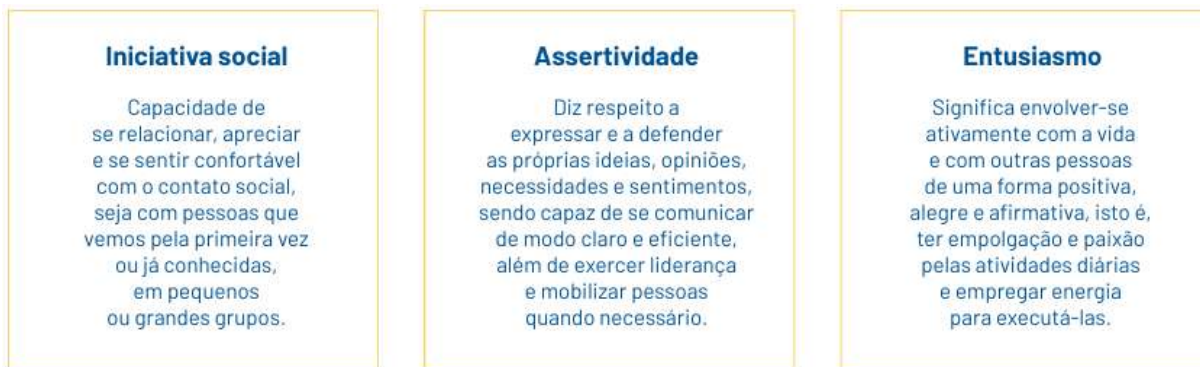 Iniciativa social
Capacidade de
se relacionar, apreciar
e se sentir confortável
com o contato social,
seja com pessoas que
vemos pela primeira vez
ou já conhecidas,
em pequenos
ou grandes grupos.
Assertividade
Diz respeito a
expressar e a defender
as próprias ideias, opiniões,
necessidades e sentimentos,
sendo capaz de se comunicar
de modo claro e eficiente,
além de exercer liderança
e mobilizar pessoas
quando necessário.
Entusiasmo
Significa envolver-se
ativamente com a vida
e com outras pessoas
de uma forma positiva,
alegre e afirmativa, isto é,
ter empolgação e paixão
pelas atividades diárias
e empregar energia
para executá-las.